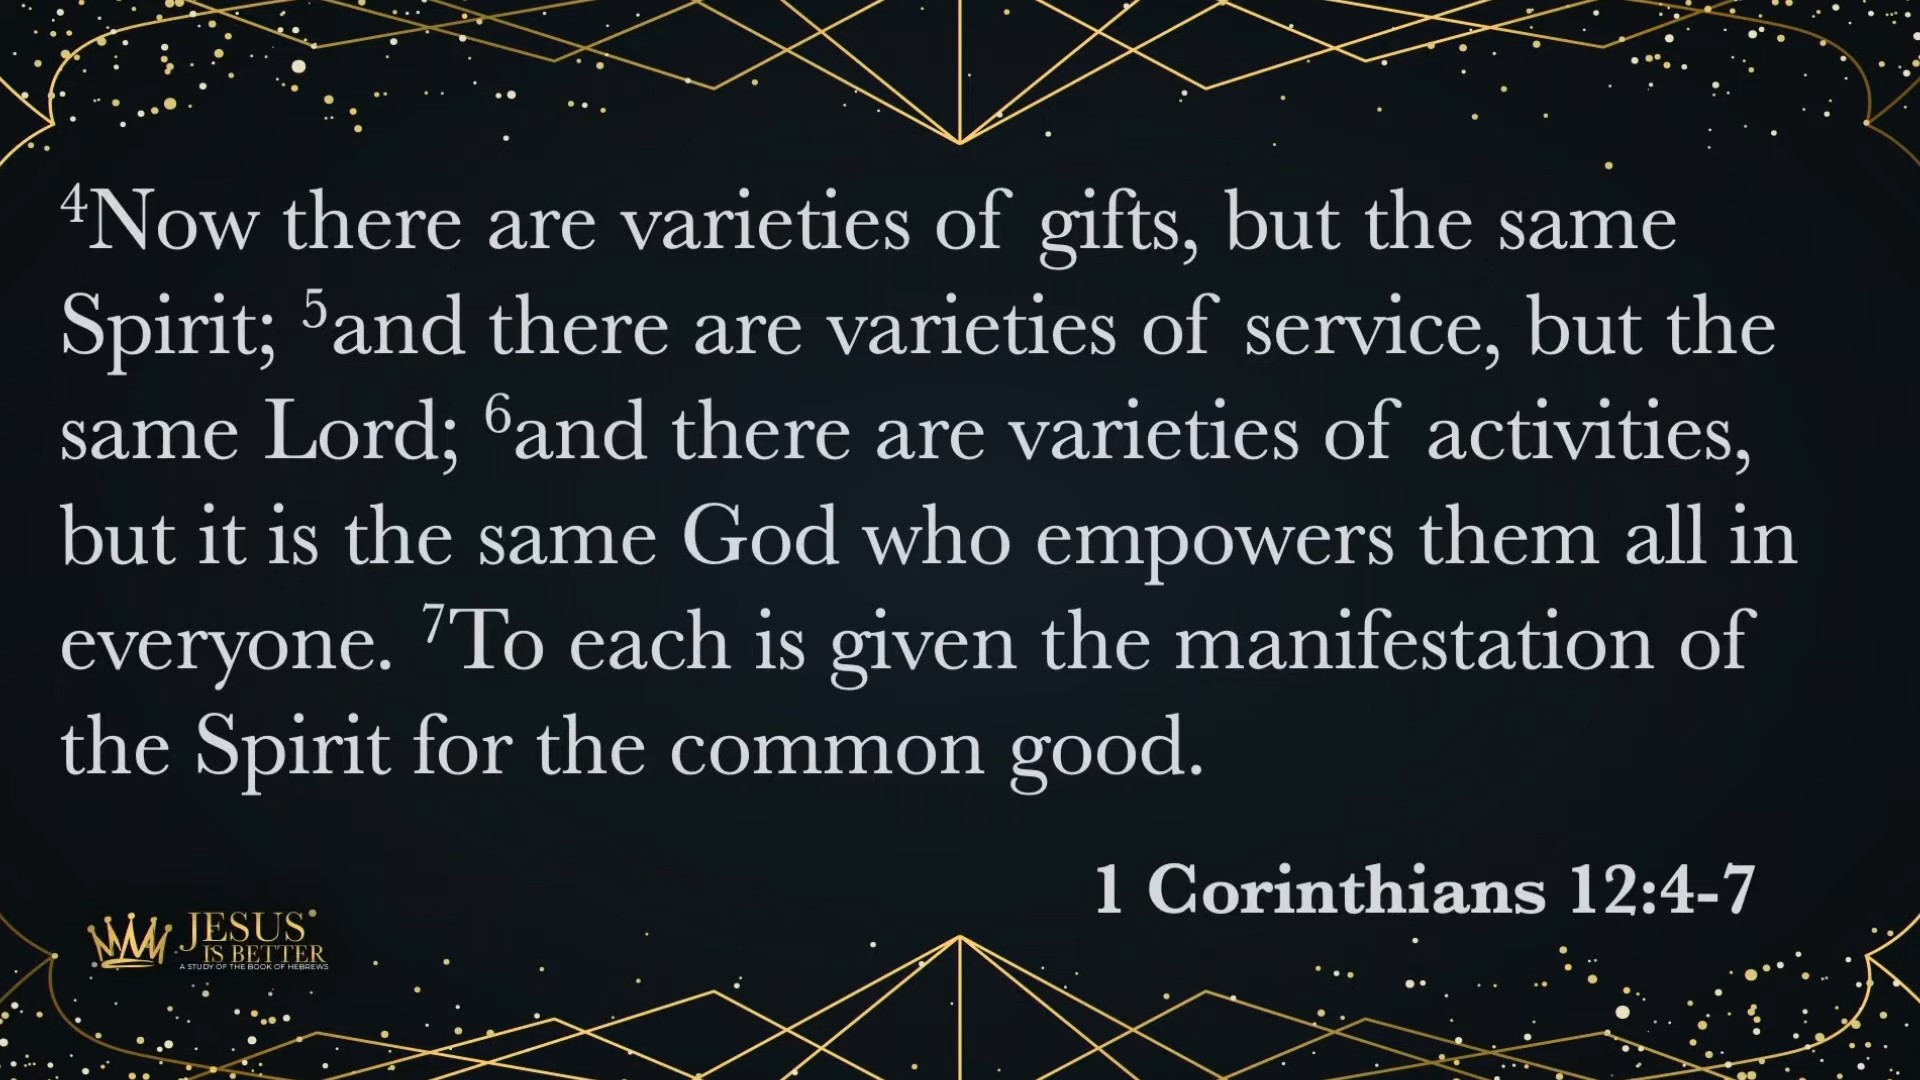 ⁴Now there are varieties of gifts, but the same
Spirit; ⁵and there are varieties of service, but the
same Lord; ⁶and there are varieties of activities,
but it is the same God who empowers them all in
everyone. ⁷To each is given the manifestation of
the Spirit for the common good.
1 Corinthians 12:4-7
JESUS
IS BETTER
A STUDY OF THE BOOK OF HEBREWS